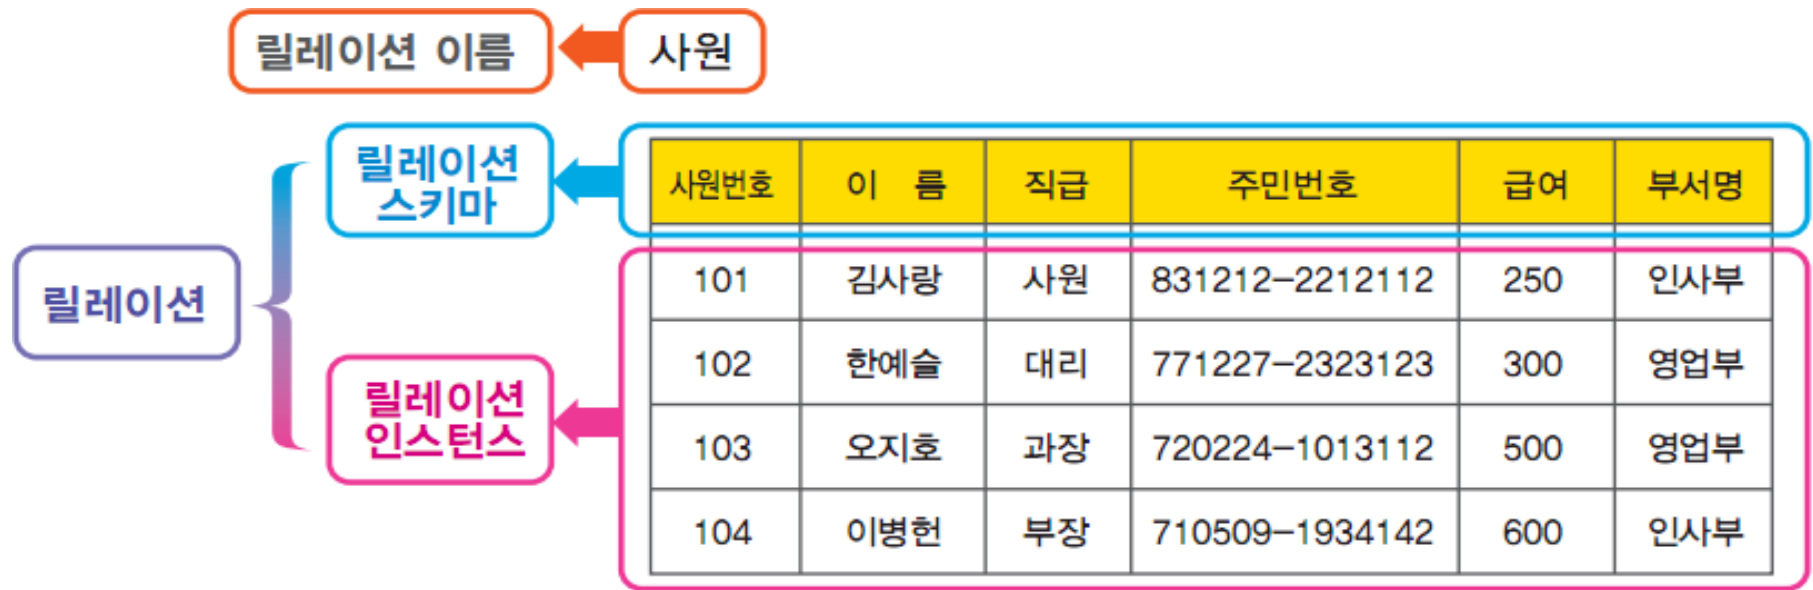 릴레이션 이름 사원
릴레이션
스키마
사원번호 이 름 직급 주민번호 급여 부서명
릴레이션
101 김사랑 사원 831212-2212112 250 인사부
102 한예슬 대리 771227-2323123 300 영업부
릴레이션
인스턴스
103 오지호 과장 720224-1013112 500 영업부
104 이병헌 부장 710509-1934142 600 인사부